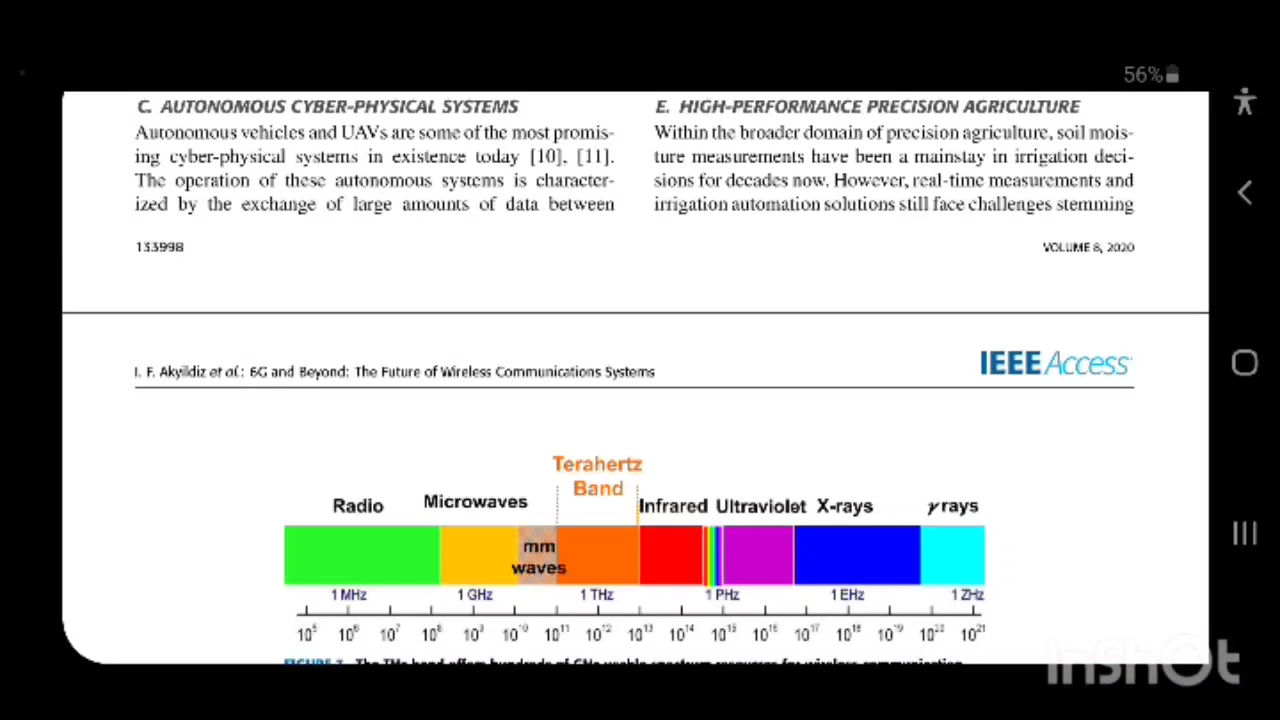 56%
C. AUTONOMOUS CYBER-PHYSICAL SYSTEMS
Autonomous vehicles and UAVs are some of the most promis-
ing cyber-physical systems in existence today [10], [11].
The operation of these autonomous systems is character-
ized by the exchange of large amounts of data between
133998
E. HIGH-PERFORMANCE PRECISION AGRICULTURE
Within the broader domain of precision agriculture, soil mois-
ture measurements have been a mainstay in irrigation deci-
sions for decades now. However, real-time measurements and
irrigation automation solutions still face challenges stemming
VOLUME 8, 2020
I. F. Akyildiz et al.: 6G and Beyond: The Future of Wireless Communications Systems
IEEE Access
Terahertz
Band
Radio Microwaves Infrared Ultraviolet X-rays γ rays
mm
waves
1 MHz 1 GHz 1 THz 1 PHz 1 EHz 1 ZHz
10⁵ 10⁶ 10⁷ 10⁸ 10⁹ 10¹⁰ 10¹¹ 10¹² 10¹³ 10¹⁴ 10¹⁵ 10¹⁶ 10¹⁷ 10¹⁸ 10¹⁹ 10²⁰ 10²¹
InShOt